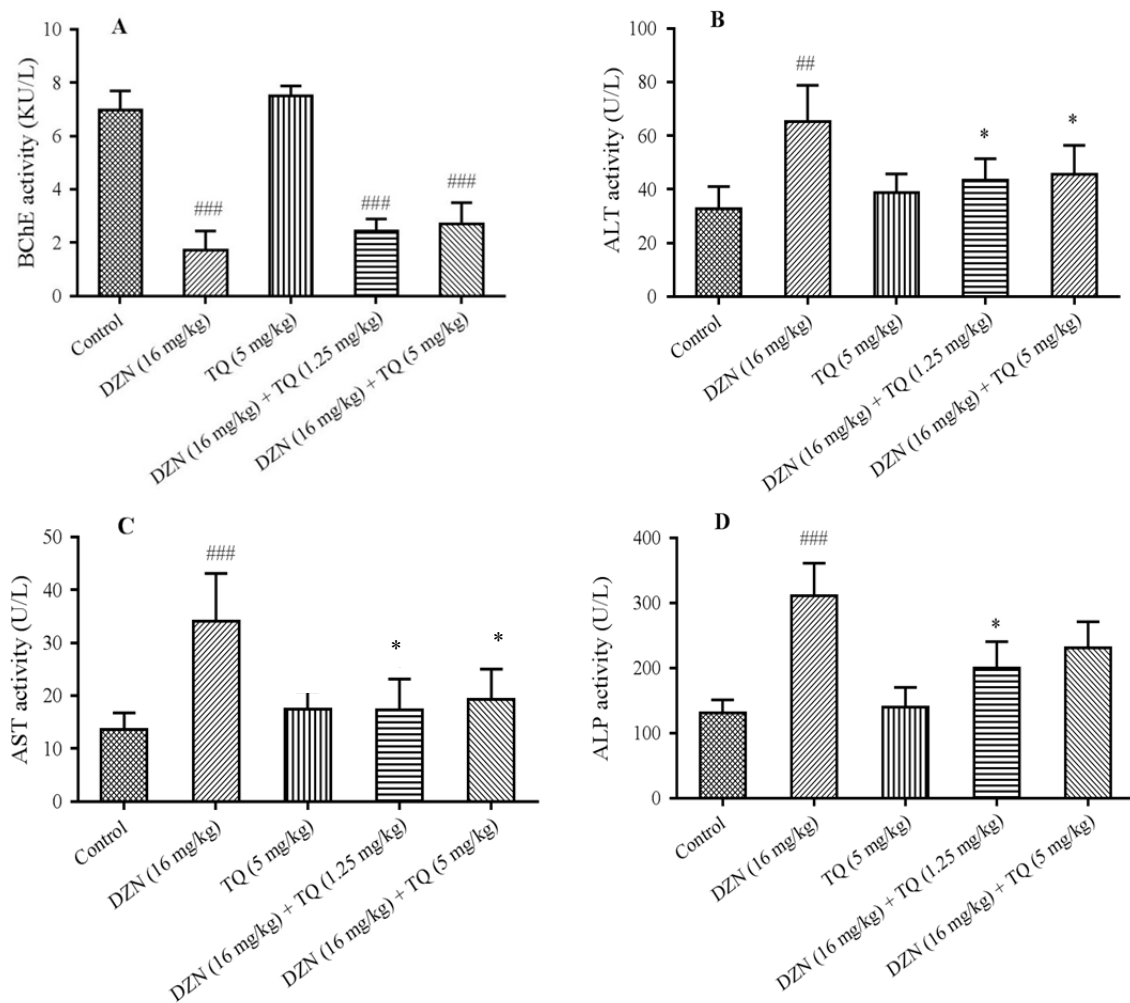 A
BChE activity (KU/L)
10
8
6
4
2
0
###
###
###
Control
DZN (16 mg/kg)
TQ (5 mg/kg)
DZN (16 mg/kg) + TQ (1.25 mg/kg)
DZN (16 mg/kg) + TQ (5 mg/kg)
B
ALT activity (U/L)
100
80
60
40
20
0
##
*
*
Control
DZN (16 mg/kg)
TQ (5 mg/kg)
DZN (16 mg/kg) + TQ (1.25 mg/kg)
DZN (16 mg/kg) + TQ (5 mg/kg)
C
AST activity (U/L)
50
40
30
20
10
0
###
*
*
Control
DZN (16 mg/kg)
TQ (5 mg/kg)
DZN (16 mg/kg) + TQ (1.25 mg/kg)
DZN (16 mg/kg) + TQ (5 mg/kg)
D
ALP activity (U/L)
400
300
200
100
0
###
*
Control
DZN (16 mg/kg)
TQ (5 mg/kg)
DZN (16 mg/kg) + TQ (1.25 mg/kg)
DZN (16 mg/kg) + TQ (5 mg/kg)